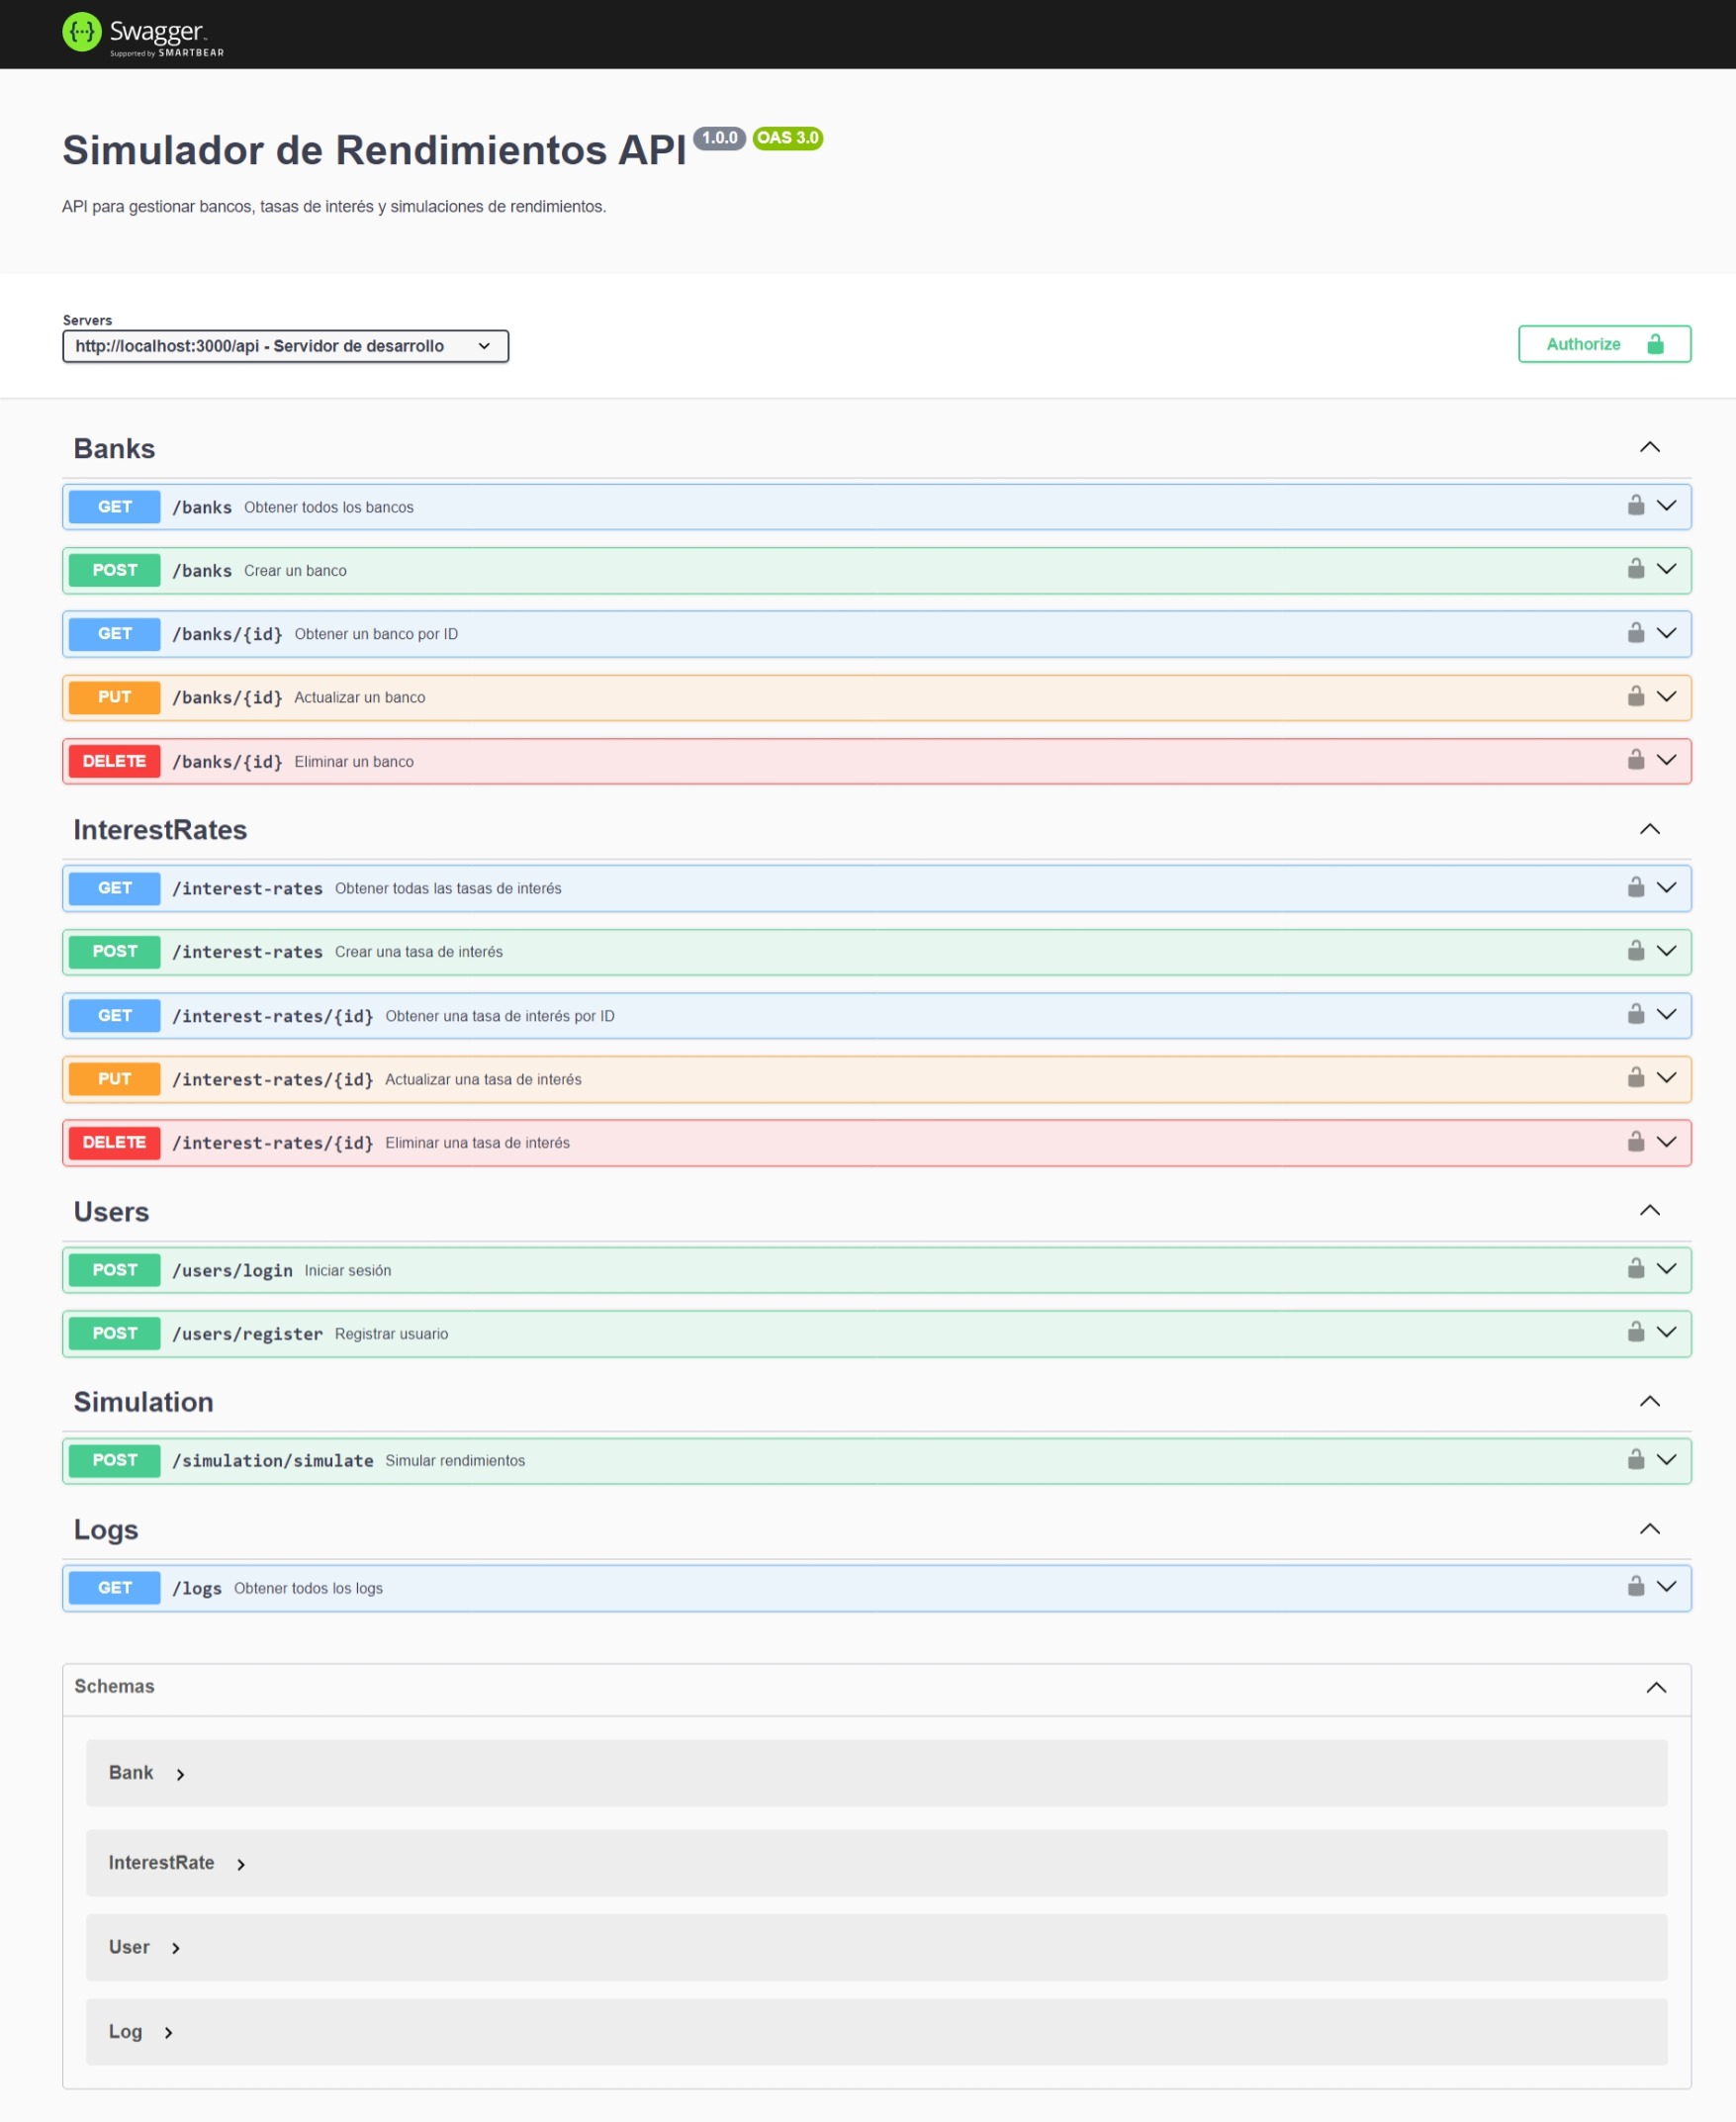 Swagger
Supported by SMARTBEAR
Simulador de Rendimientos API 1.0.0 OAS 3.0
API para gestionar bancos, tasas de interés y simulaciones de rendimientos.
Servers
http://localhost:3000/api - Servidor de desarrollo
Authorize
Banks
GET /banks Obtener todos los bancos
POST /banks Crear un banco
GET /banks/{id} Obtener un banco por ID
PUT /banks/{id} Actualizar un banco
DELETE /banks/{id} Eliminar un banco
InterestRates
GET /interest-rates Obtener todas las tasas de interés
POST /interest-rates Crear una tasa de interés
GET /interest-rates/{id} Obtener una tasa de interés por ID
PUT /interest-rates/{id} Actualizar una tasa de interés
DELETE /interest-rates/{id} Eliminar una tasa de interés
Users
POST /users/login Iniciar sesión
POST /users/register Registrar usuario
Simulation
POST /simulation/simulate Simular rendimientos
Logs
GET /logs Obtener todos los logs
Schemas
Bank
InterestRate
User
Log